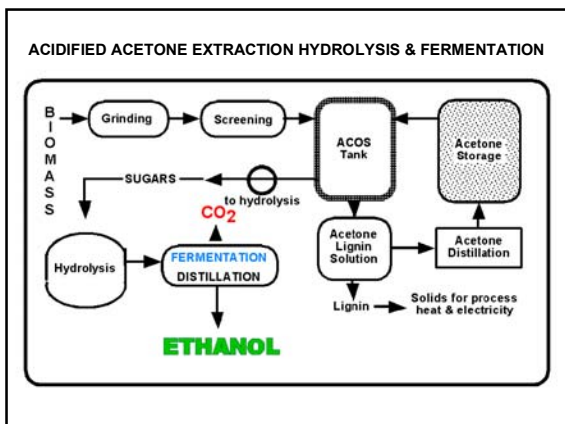 ACIDIFIED ACETONE EXTRACTION HYDROLYSIS & FERMENTATION
BIOMASS
Grinding
Screening
ACOS
Tank
Acetone
Storage
SUGARS
to hydrolysis
CO2
Hydrolysis
FERMENTATION
DISTILLATION
Acetone
Lignin
Solution
Acetone
Distillation
Lignin
Solids for process
heat & electricity
ETHANOL